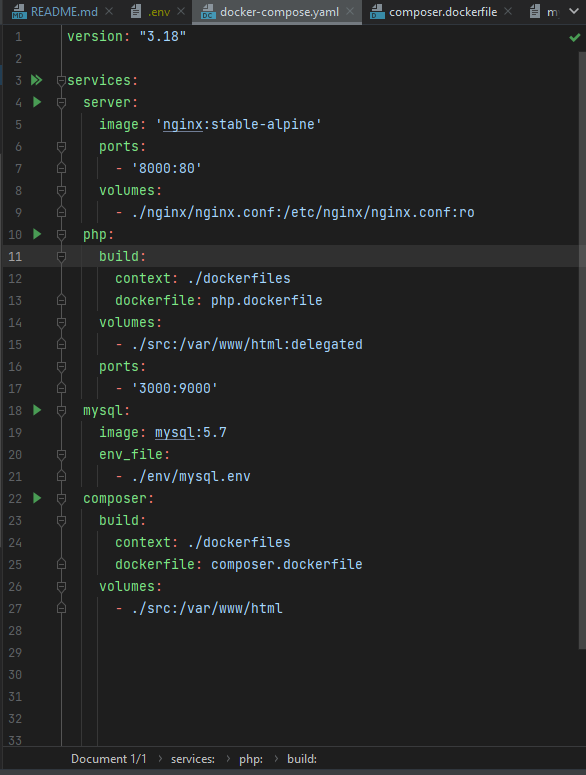 README.md .env docker-compose.yaml composer.dockerfile
1 version: "3.18"
2
3 services:
4   server:
5     image: 'nginx:stable-alpine'
6     ports:
7       - '8000:80'
8     volumes:
9       - ./nginx/nginx.conf:/etc/nginx/nginx.conf:ro
10   php:
11     build:
12       context: ./dockerfiles
13       dockerfile: php.dockerfile
14     volumes:
15       - ./src:/var/www/html:delegated
16     ports:
17       - '3000:9000'
18   mysql:
19     image: mysql:5.7
20     env_file:
21       - ./env/mysql.env
22   composer:
23     build:
24       context: ./dockerfiles
25       dockerfile: composer.dockerfile
26     volumes:
27       - ./src:/var/www/html
28
29
30
31
32
33
Document 1/1 › services: › php: › build: